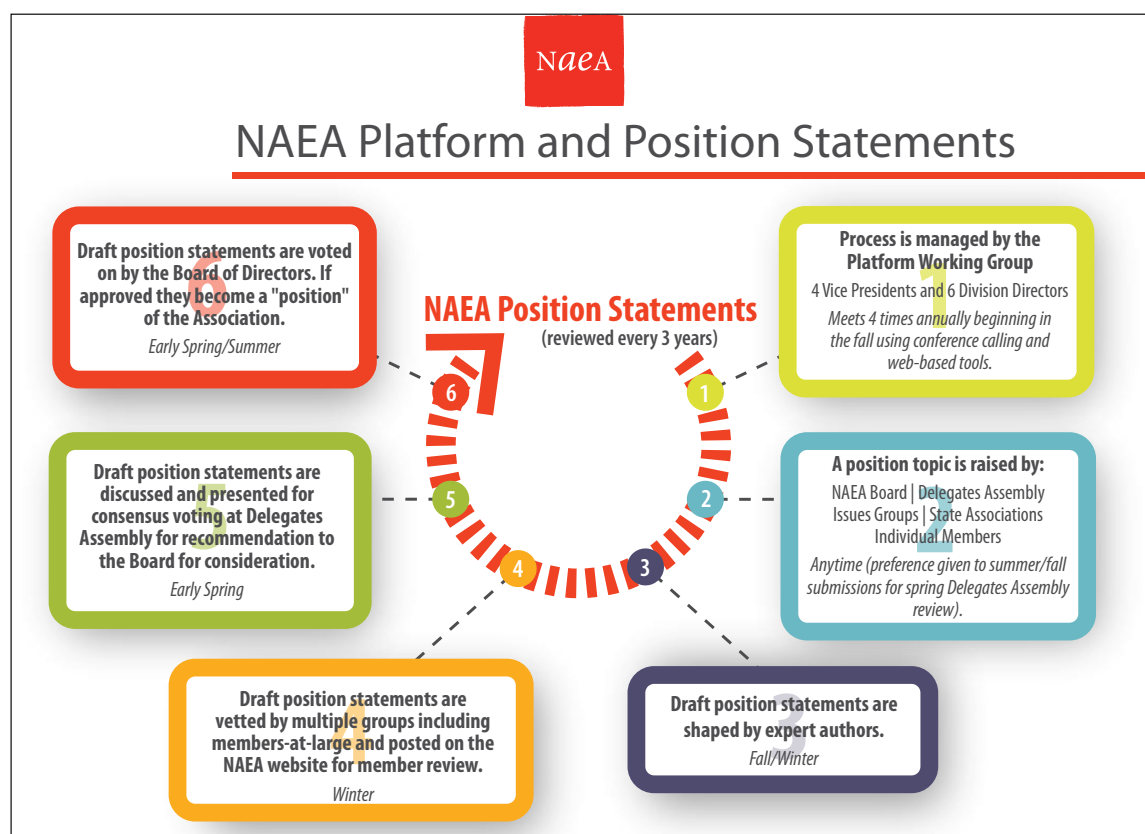 NaeA
NAEA Platform and Position Statements
NAEA Position Statements
(reviewed every 3 years)
1
Process is managed by the
Platform Working Group
4 Vice Presidents and 6 Division Directors
Meets 4 times annually beginning in
the fall using conference calling and
web-based tools.
1
2
A position topic is raised by:
NAEA Board | Delegates Assembly
Issues Groups | State Associations
Individual Members
Anytime (preference given to summer/fall
submissions for spring Delegates Assembly
review).
2
3
Draft position statements are
shaped by expert authors.
Fall/Winter
3
4
Draft position statements are
vetted by multiple groups including
members-at-large and posted on the
NAEA website for member review.
Winter
4
5
Draft position statements are
discussed and presented for
consensus voting at Delegates
Assembly for recommendation to
the Board for consideration.
Early Spring
5
6
Draft position statements are voted
on by the Board of Directors. If
approved they become a "position"
of the Association.
Early Spring/Summer
6